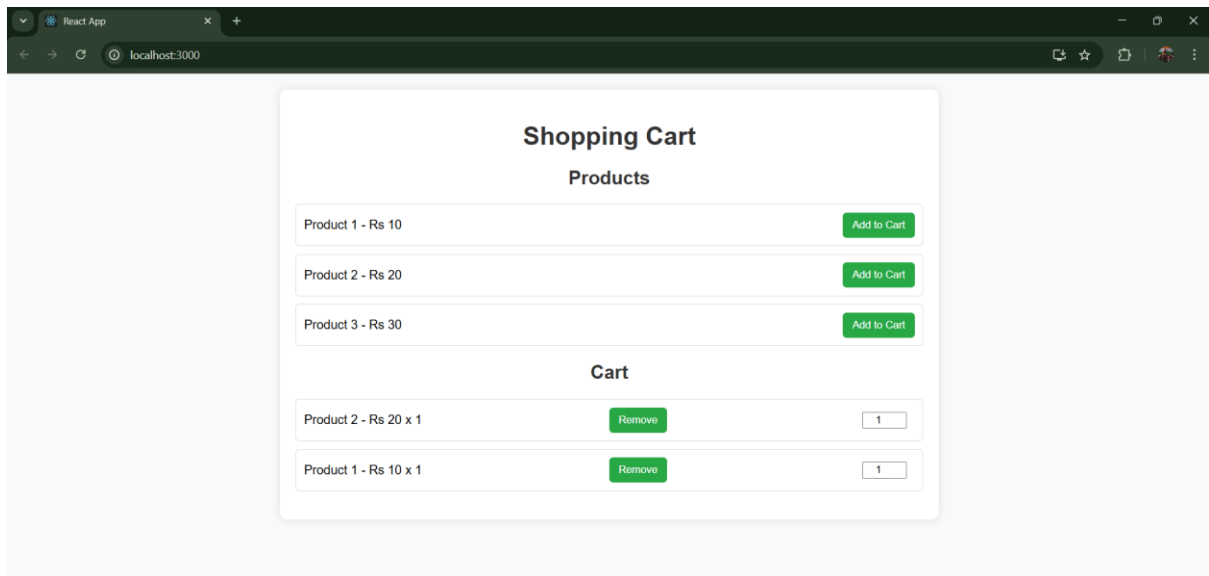 React App
localhost:3000
Shopping Cart
Products
Product 1 - Rs 10 Add to Cart
Product 2 - Rs 20 Add to Cart
Product 3 - Rs 30 Add to Cart
Cart
Product 2 - Rs 20 x 1 Remove 1
Product 1 - Rs 10 x 1 Remove 1